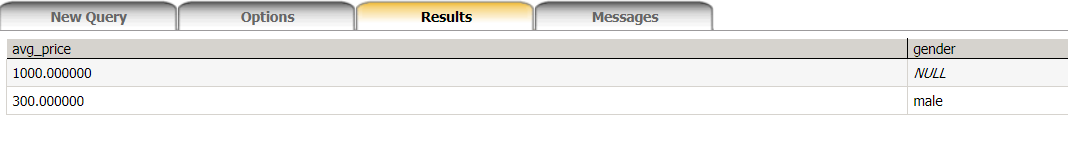 New Query Options Results Messages
avg_price gender
1000.000000 NULL
300.000000 male